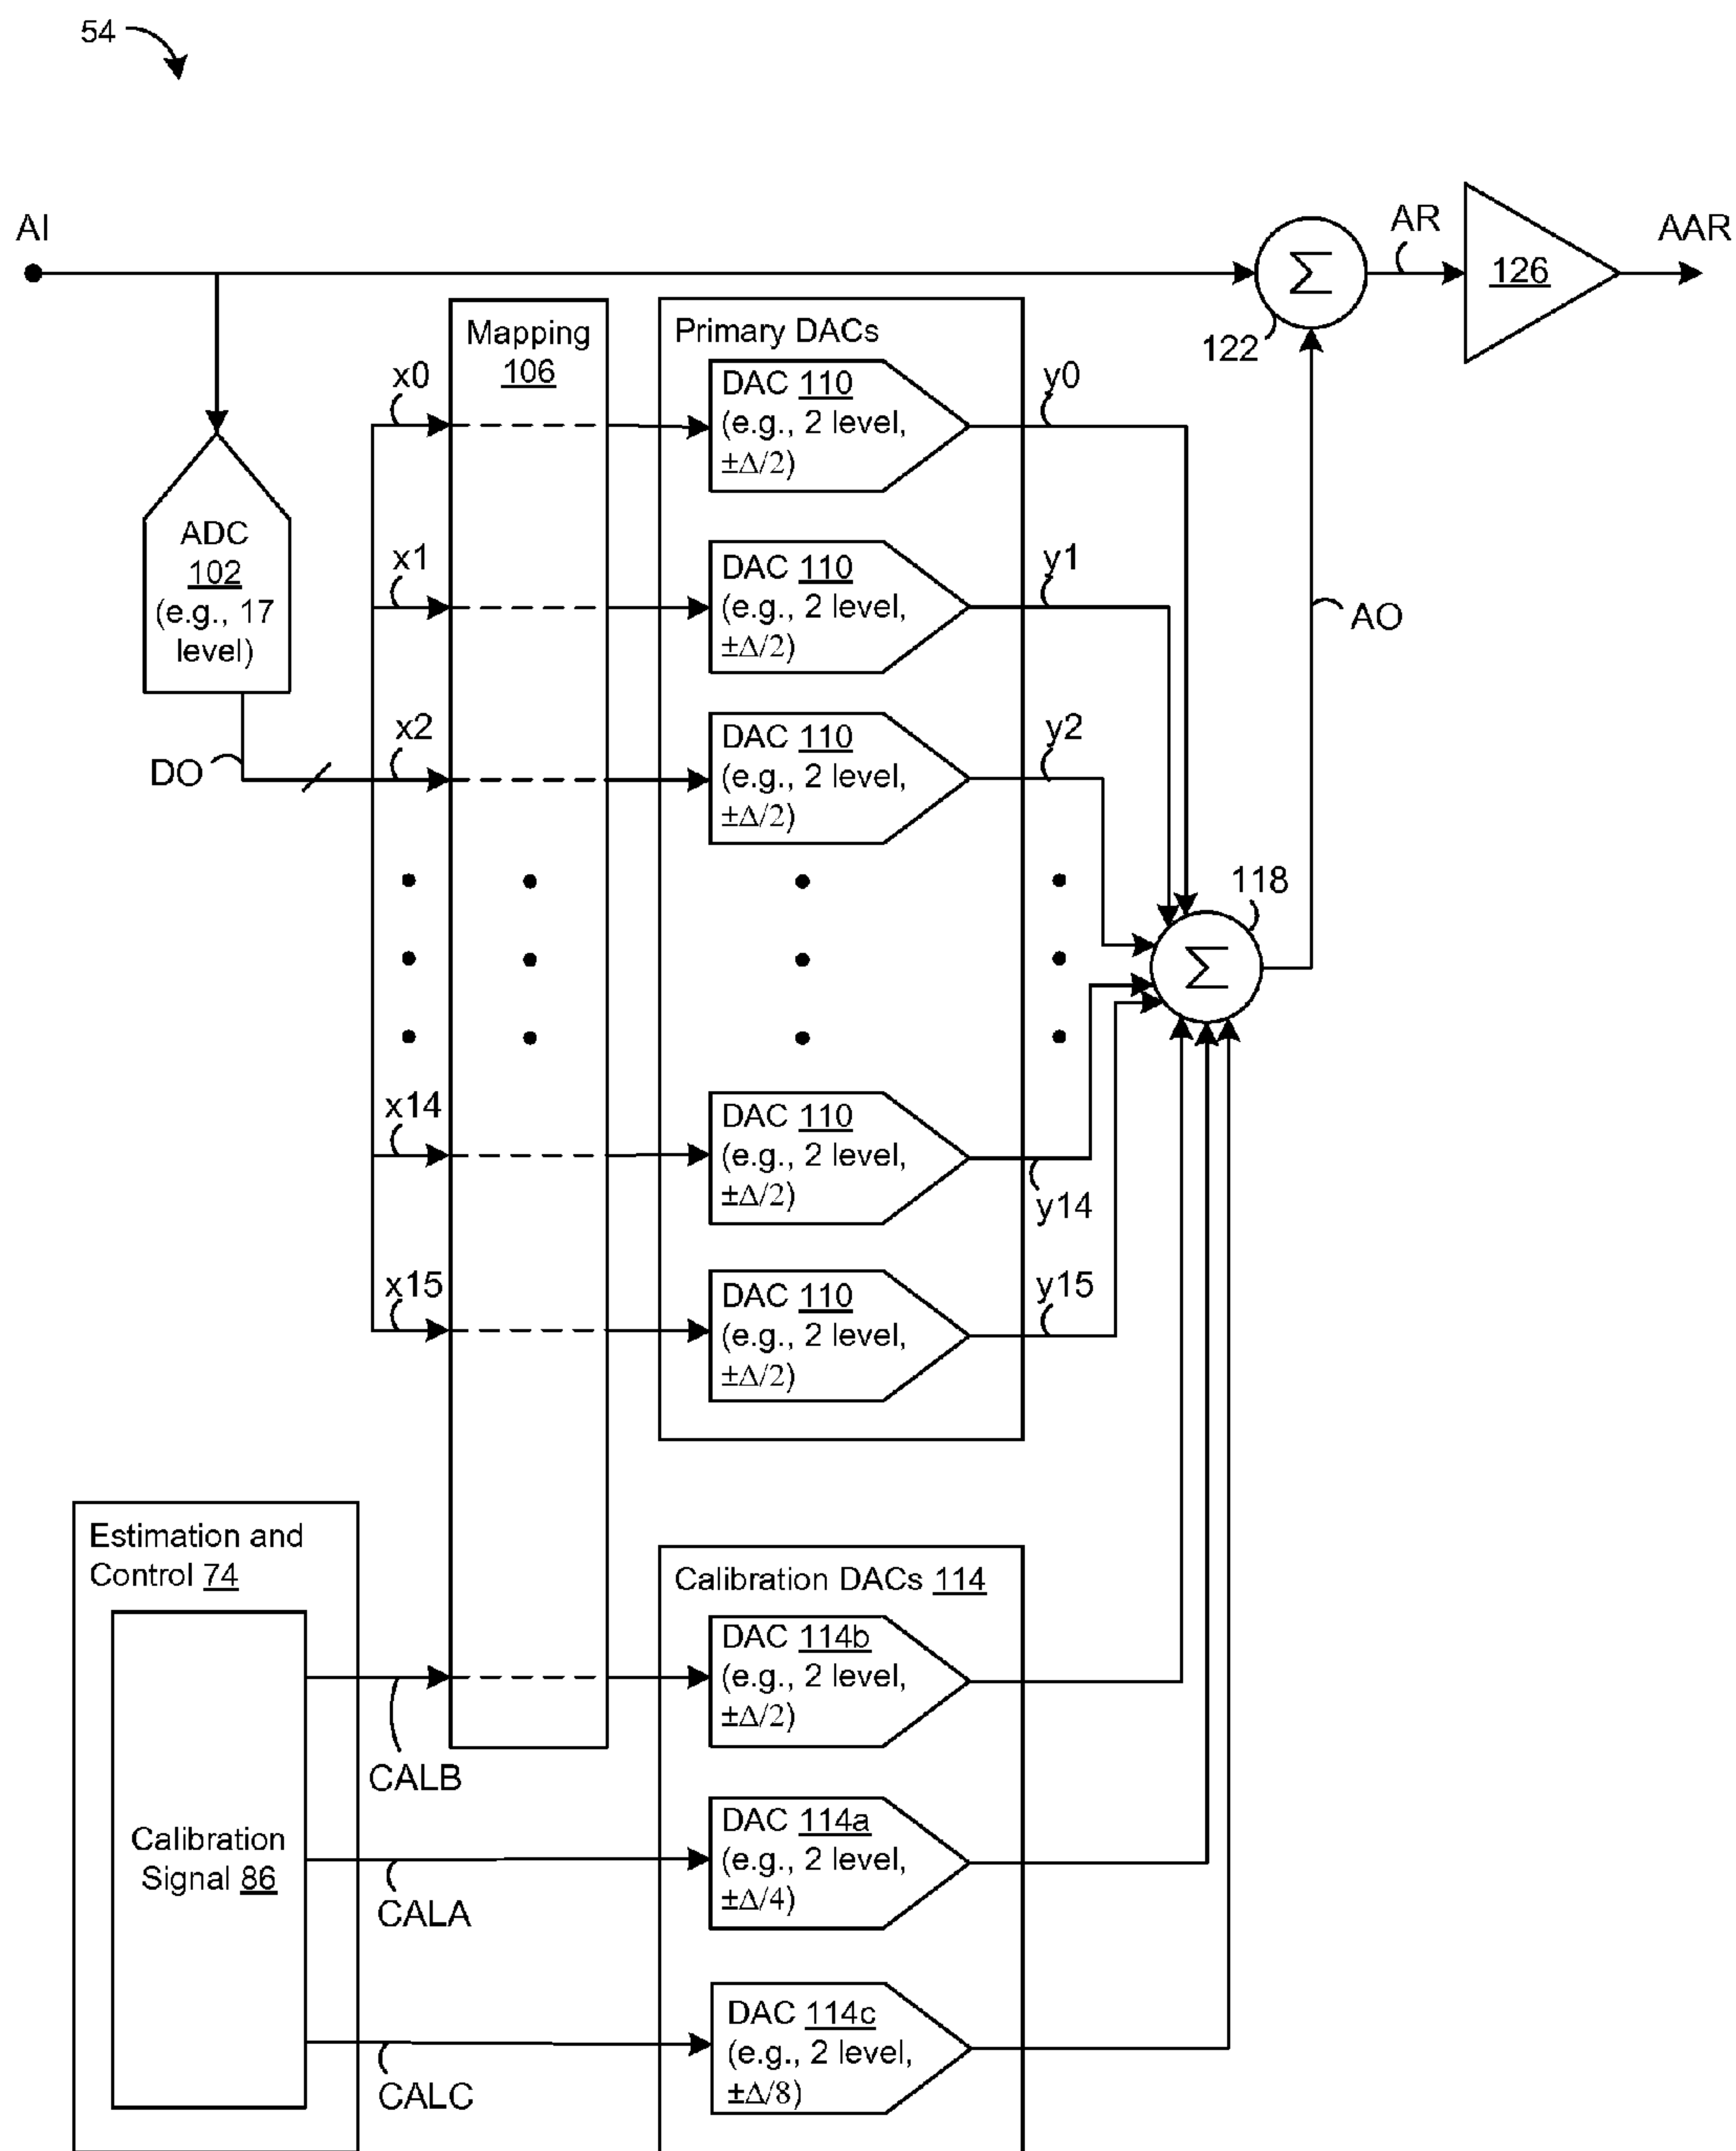 54
AI
Σ
AR
126
AAR
122
Mapping
106
Primary DACs
x0
DAC 110
(e.g., 2 level,
±Δ/2)
y0
ADC
102
(e.g., 17
level)
x1
DAC 110
(e.g., 2 level,
±Δ/2)
y1
AO
DO
x2
DAC 110
(e.g., 2 level,
±Δ/2)
y2
118
Σ
x14
DAC 110
(e.g., 2 level,
±Δ/2)
y14
x15
DAC 110
(e.g., 2 level,
±Δ/2)
y15
Estimation and
Control 74
Calibration DACs 114
DAC 114b
(e.g., 2 level,
±Δ/2)
CALB
Calibration
Signal 86
DAC 114a
(e.g., 2 level,
±Δ/4)
CALA
DAC 114c
(e.g., 2 level,
±Δ/8)
CALC